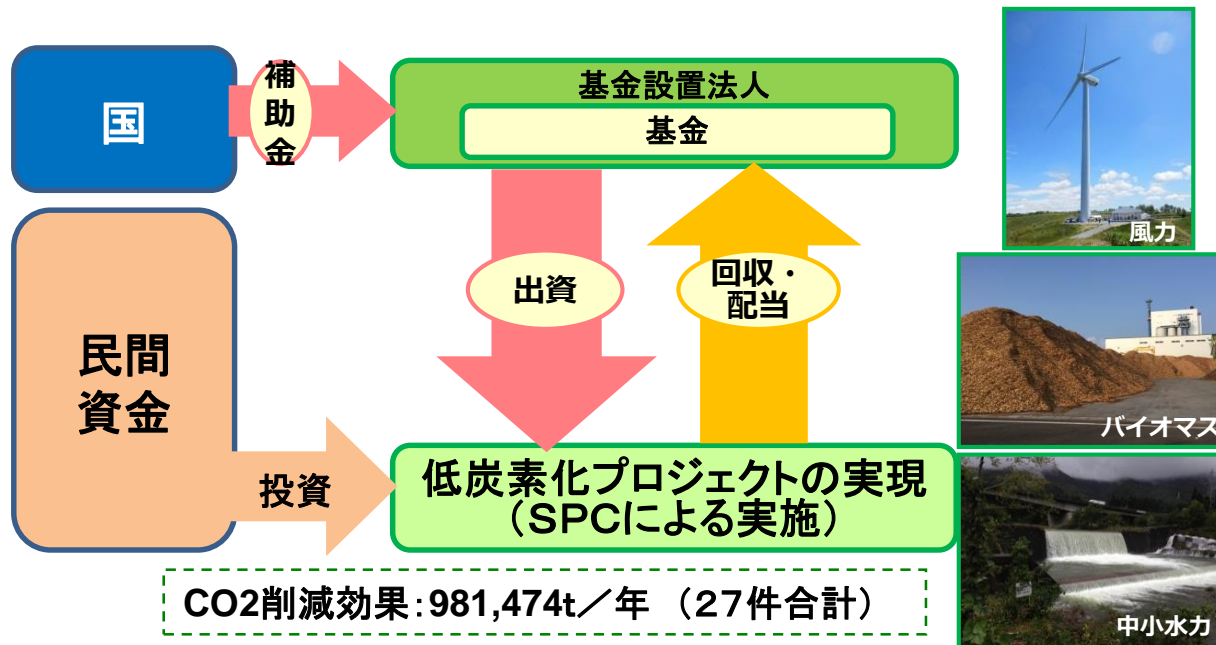 国
補
助
金
基金設置法人
基金
民間
資金
出資
回収・
配当
投資
低炭素化プロジェクトの実現
（SPCによる実施）
CO2削減効果：981,474t／年 （27件合計）
風力
バイオマス
中小水力